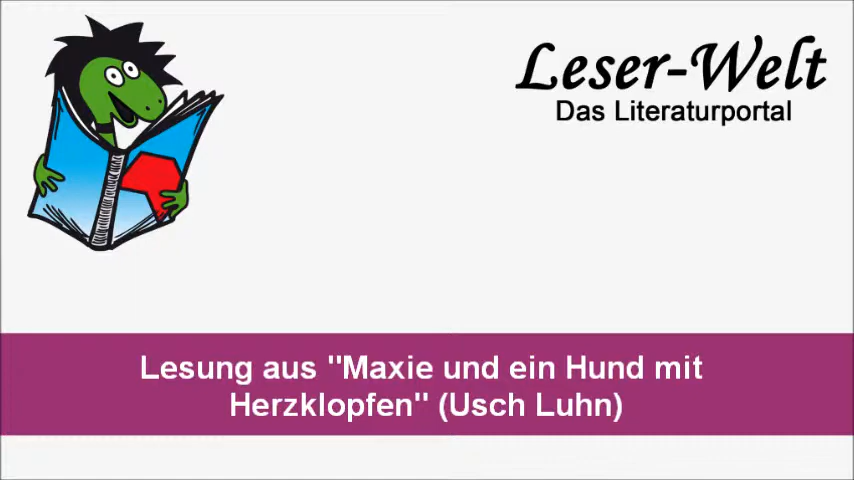 Leser-Welt
Das Literaturportal
Lesung aus "Maxie und ein Hund mit
Herzklopfen" (Usch Luhn)